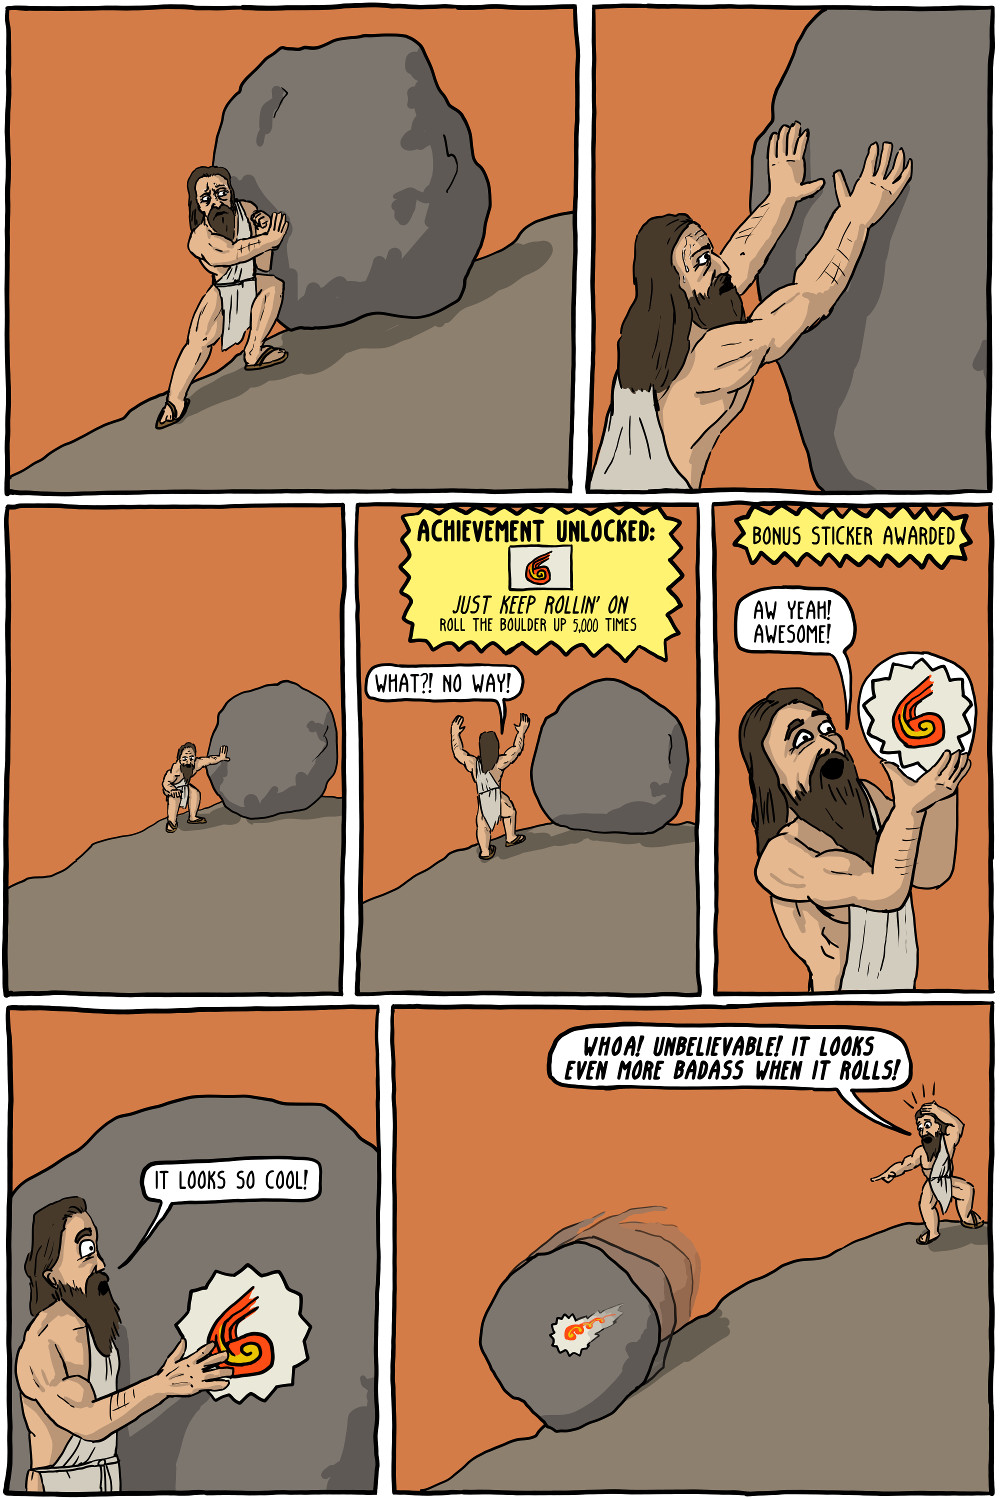 ACHIEVEMENT UNLOCKED:
JUST KEEP ROLLIN' ON
ROLL THE BOULDER UP 5,000 TIMES
WHAT?! NO WAY!
BONUS STICKER AWARDED
AW YEAH!
AWESOME!
IT LOOKS SO COOL!
WHOA! UNBELIEVABLE! IT LOOKS
EVEN MORE BADASS WHEN IT ROLLS!